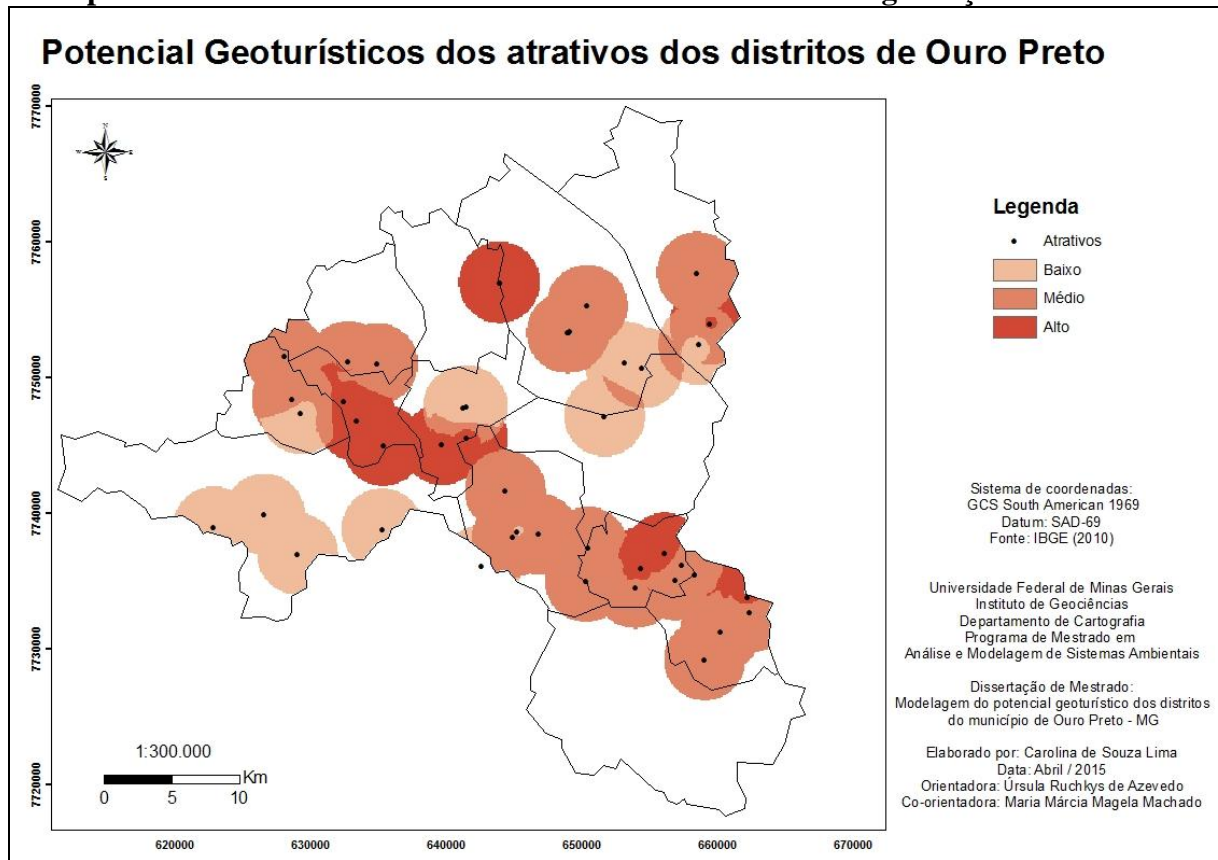 Potencial Geoturísticos dos atrativos dos distritos de Ouro Preto
7770000
7760000
7750000
7740000
7730000
7720000
N
W
E
S
1:300.000
Km
0 5 10
620000 630000 640000 650000 660000 670000
Legenda
Atrativos
Baixo
Médio
Alto
Sistema de coordenadas:
GCS South American 1969
Datum: SAD-69
Fonte: IBGE (2010)
Universidade Federal de Minas Gerais
Instituto de Geociências
Departamento de Cartografia
Programa de Mestrado em
Análise e Modelagem de Sistemas Ambientais
Dissertação de Mestrado:
Modelagem do potencial geoturístico dos distritos
do município de Ouro Preto - MG
Elaborado por: Carolina de Souza Lima
Data: Abril / 2015
Orientadora: Úrsula Ruchkys de Azevedo
Co-orientadora: Maria Márcia Magela Machado